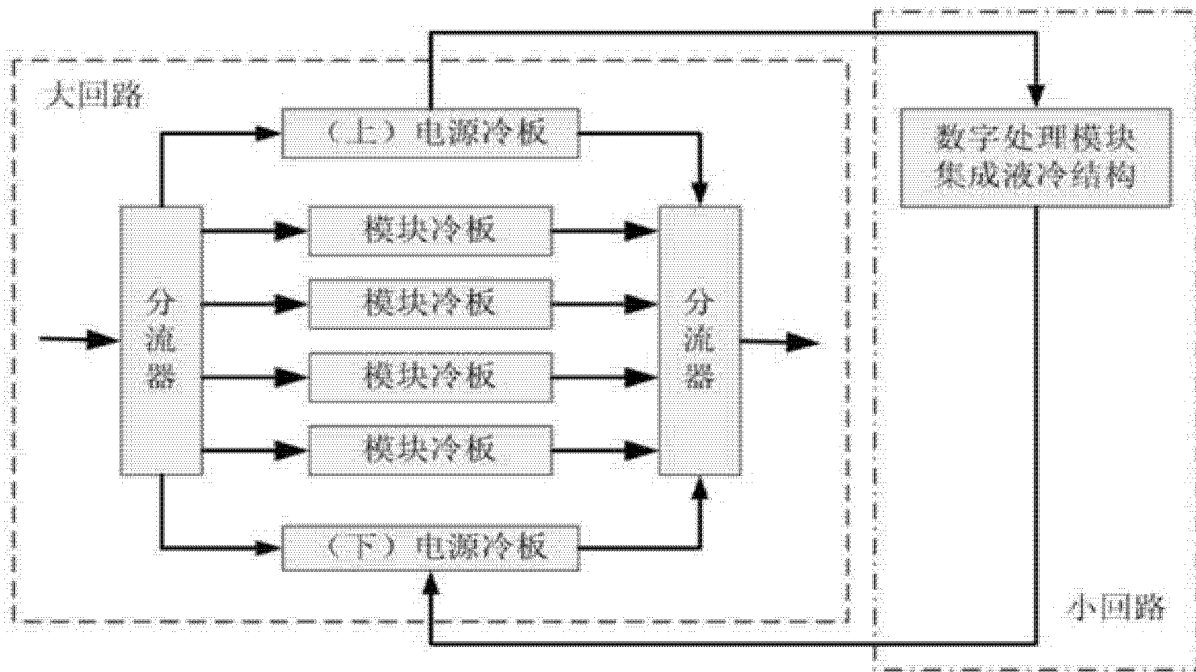 大回路
（上）电源冷板
数字处理模块
集成液冷结构
分
流
器
模块冷板
模块冷板
模块冷板
模块冷板
分
流
器
（下）电源冷板
小回路